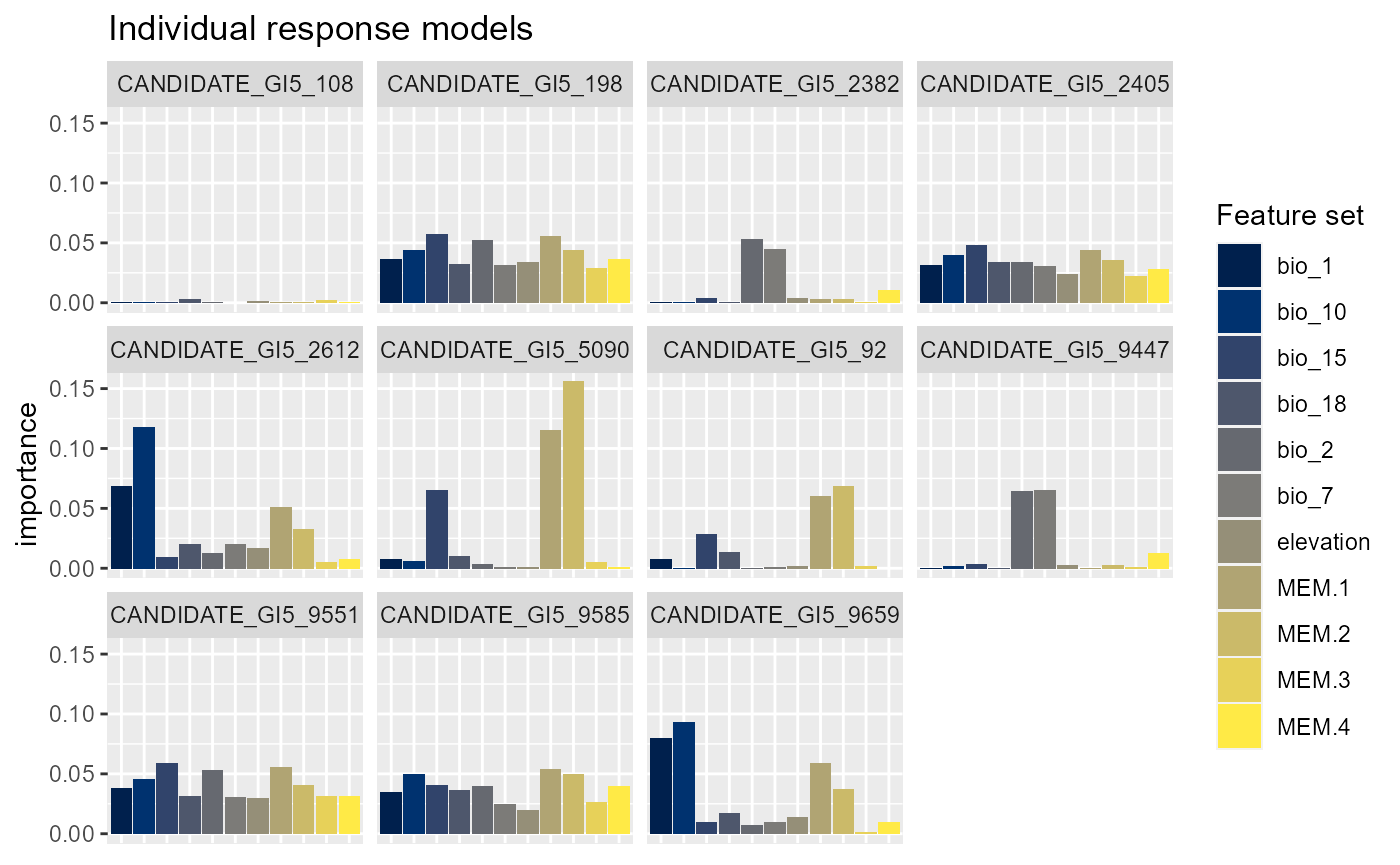 Individual response models
CANDIDATE_GI5_108
CANDIDATE_GI5_198
CANDIDATE_GI5_2382
CANDIDATE_GI5_2405
0.15
0.10
0.05
0.00
CANDIDATE_GI5_2612
CANDIDATE_GI5_5090
CANDIDATE_GI5_92
CANDIDATE_GI5_9447
0.15
0.10
0.05
0.00
CANDIDATE_GI5_9551
CANDIDATE_GI5_9585
CANDIDATE_GI5_9659
0.15
0.10
0.05
0.00
importance
Feature set
bio_1
bio_10
bio_15
bio_18
bio_2
bio_7
elevation
MEM.1
MEM.2
MEM.3
MEM.4